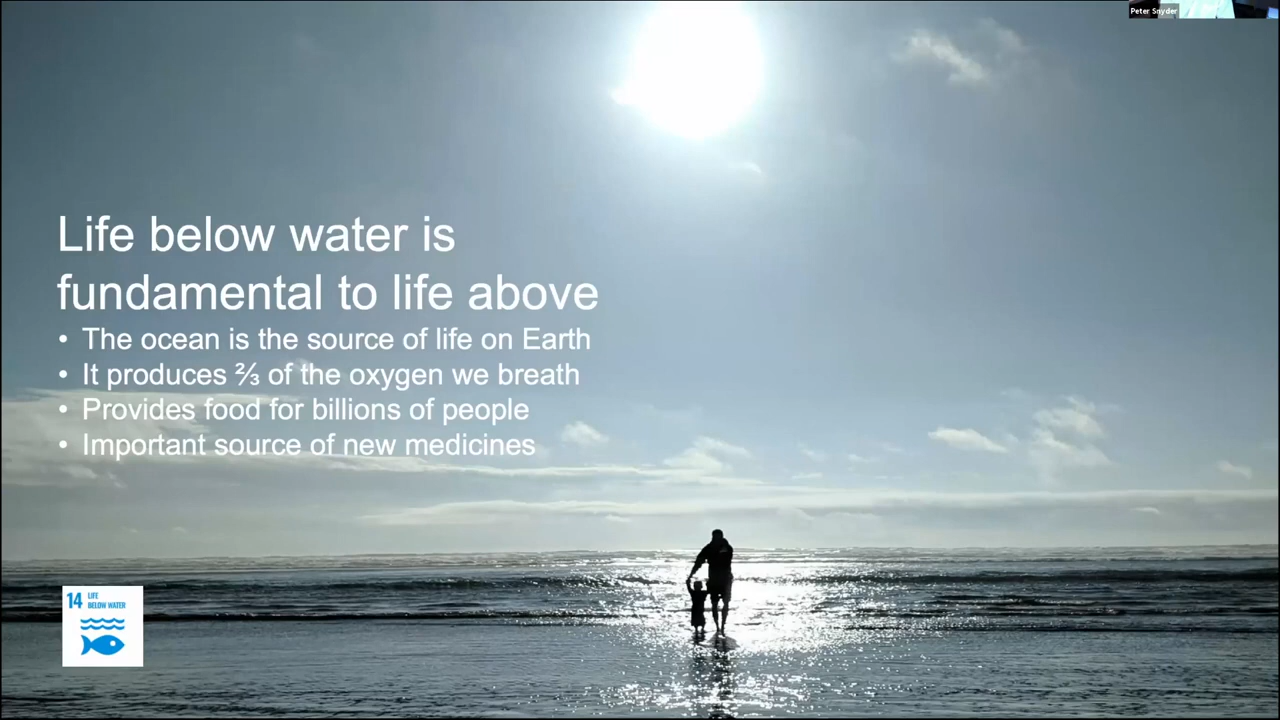 Peter Snyder
Life below water is
fundamental to life above
• The ocean is the source of life on Earth
• It produces ⅔ of the oxygen we breath
• Provides food for billions of people
• Important source of new medicines
14 LIFE
BELOW WATER